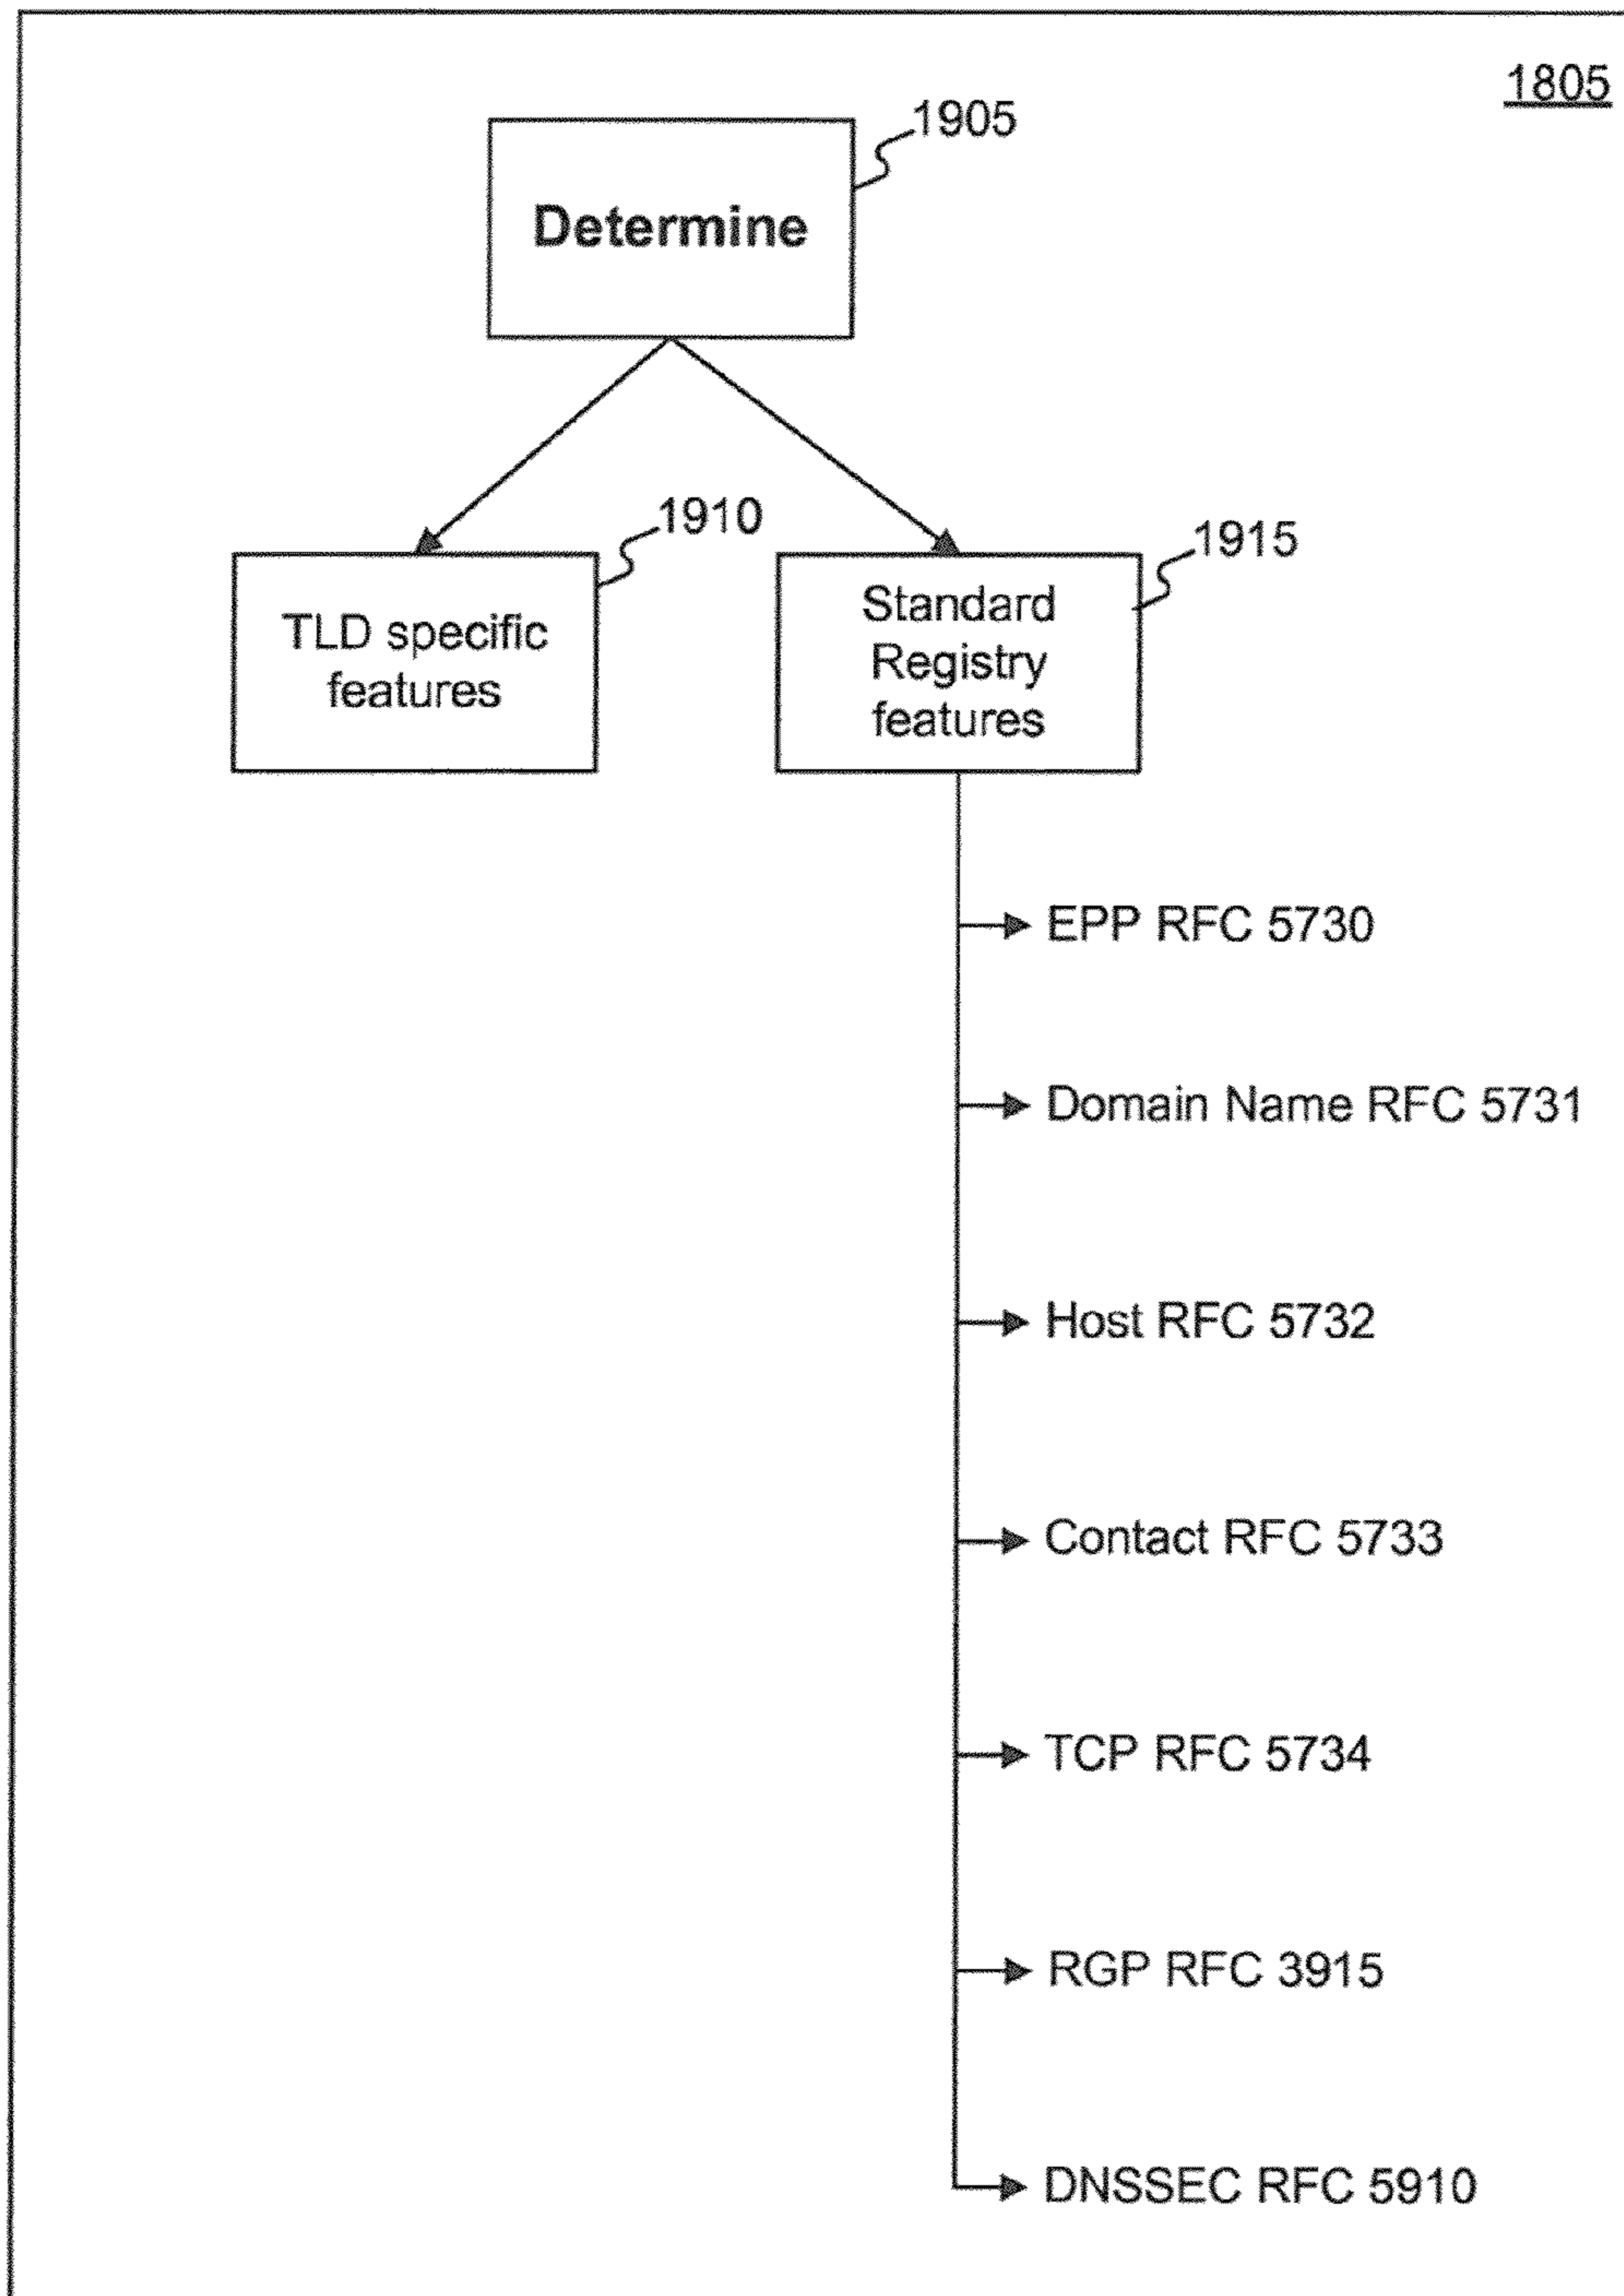 1805
1905
Determine
1910
TLD specific
features
1915
Standard
Registry
features
EPP RFC 5730
Domain Name RFC 5731
Host RFC 5732
Contact RFC 5733
TCP RFC 5734
RGP RFC 3915
DNSSEC RFC 5910